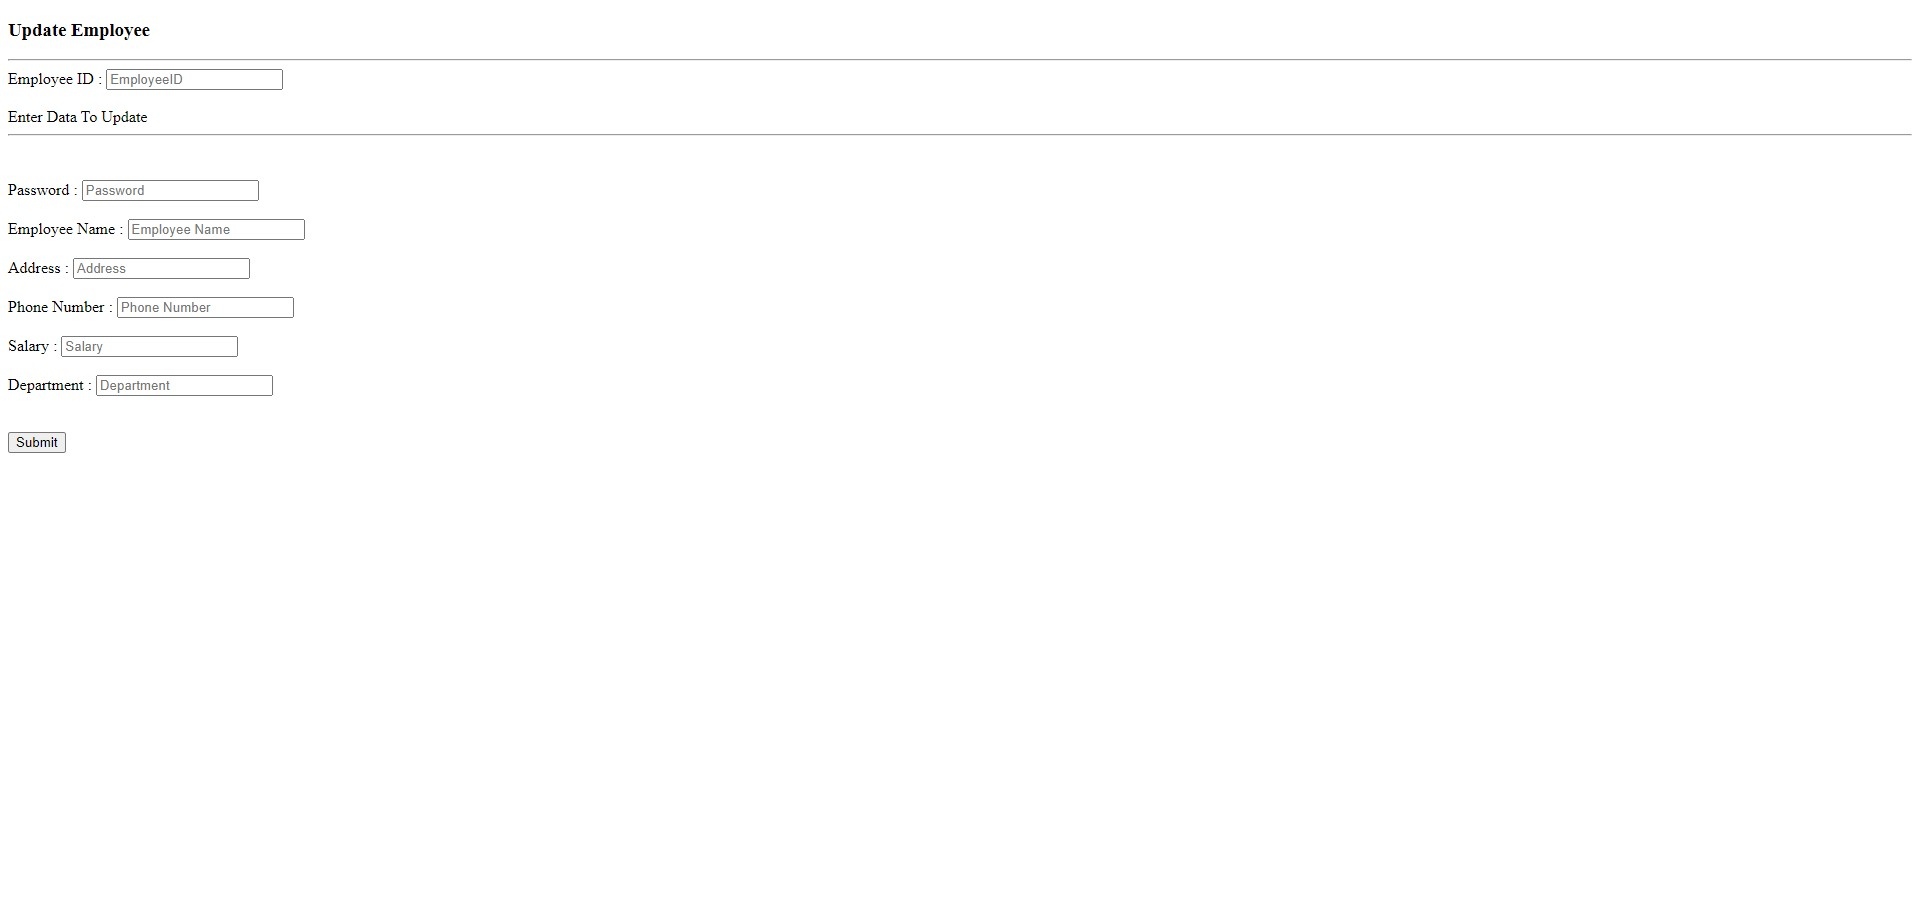 Update Employee
Employee ID : EmployeeID
Enter Data To Update
Password : Password
Employee Name : Employee Name
Address : Address
Phone Number : Phone Number
Salary : Salary
Department : Department
Submit